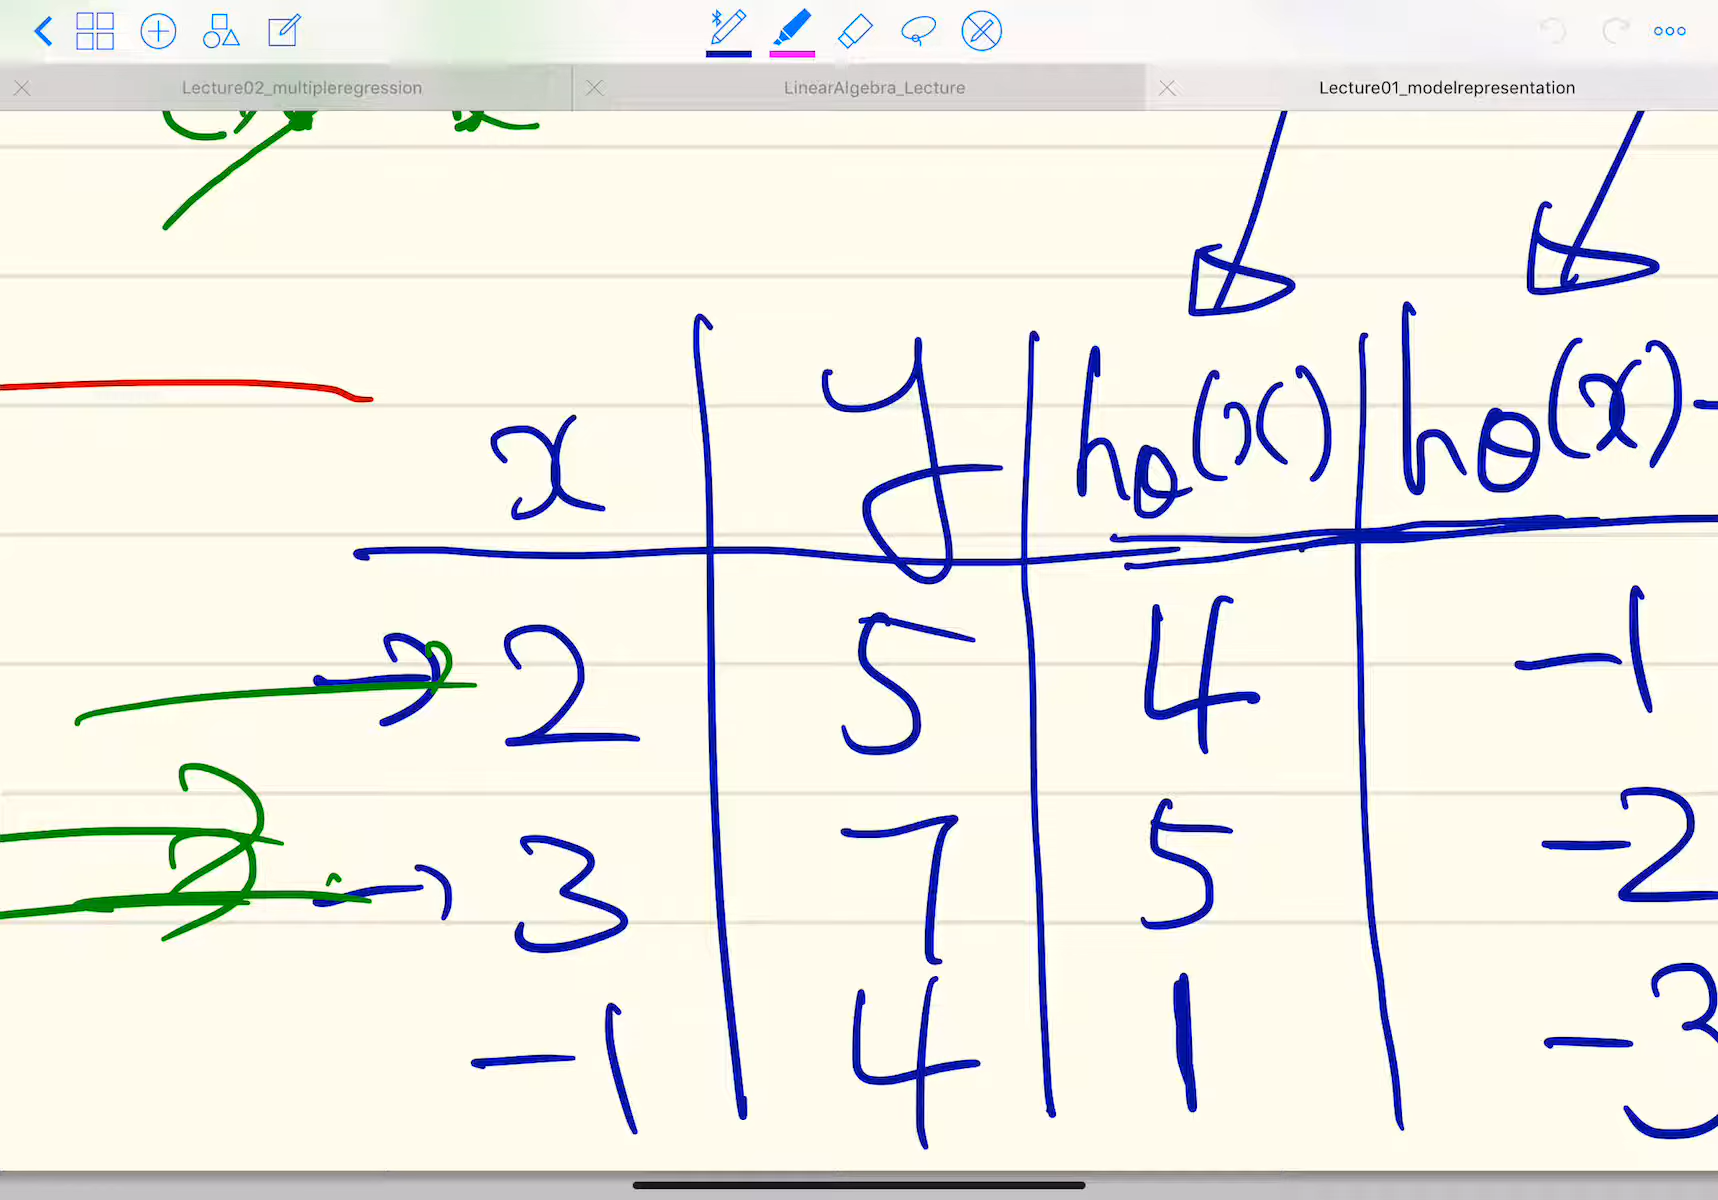 Lecture02_multipleregression LinearAlgebra_Lecture Lecture01_modelrepresentation
x y hθ(x) hθ(x) -
2 5 4 -1
3 7 5 -2
-1 4 1 -3